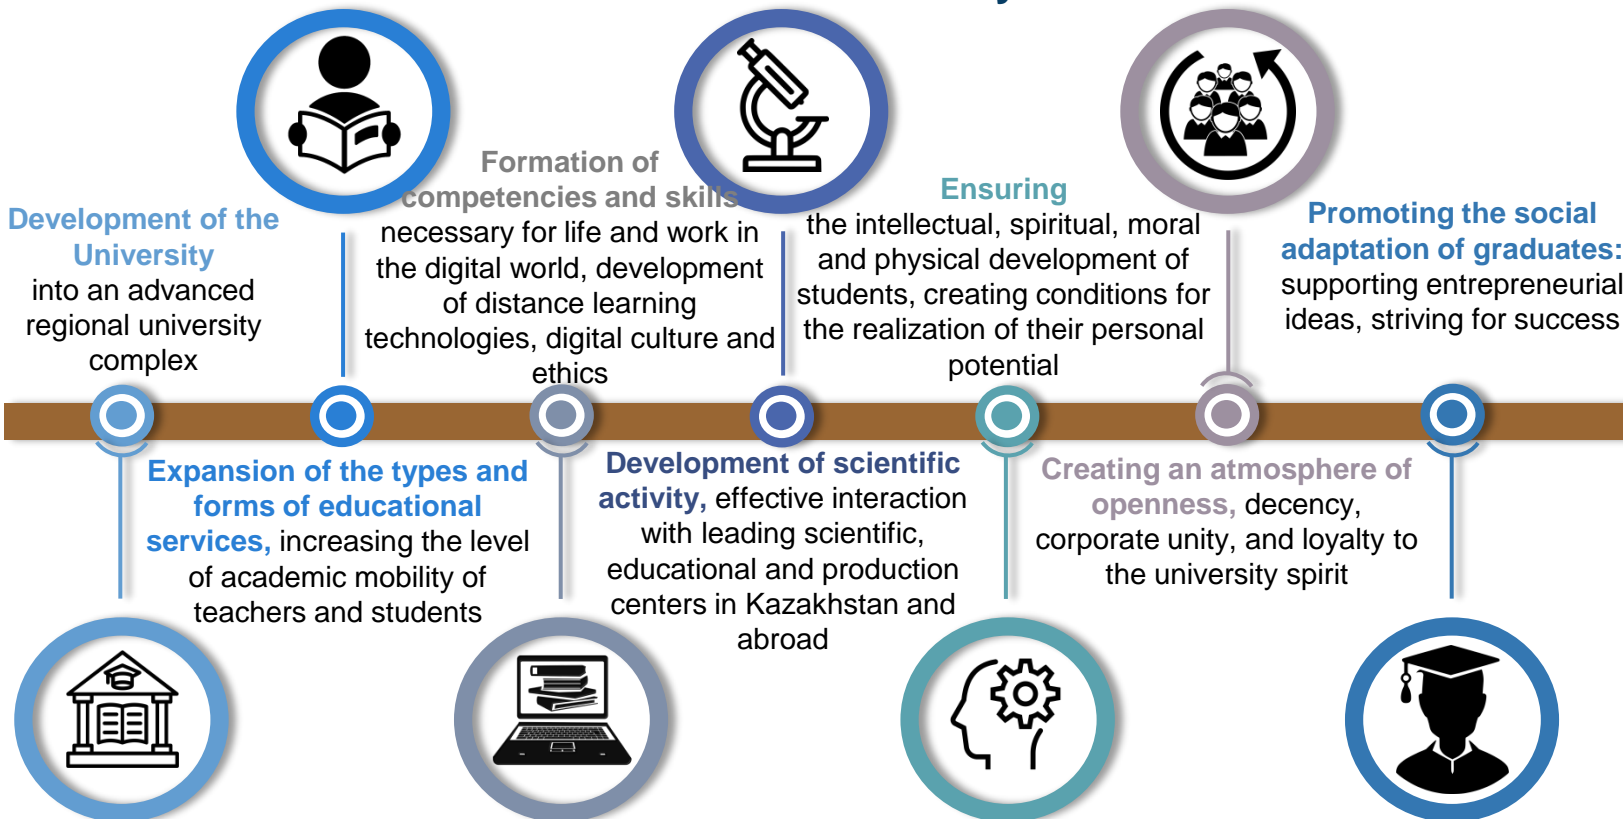 Development of the
University
into an advanced
regional university
complex
Expansion of the types and
forms of educational
services, increasing the level
of academic mobility of
teachers and students
Formation of
competencies and skills
necessary for life and work in
the digital world, development
of distance learning
technologies, digital culture and
ethics
Development of scientific
activity, effective interaction
with leading scientific,
educational and production
centers in Kazakhstan and
abroad
Ensuring
the intellectual, spiritual, moral
and physical development of
students, creating conditions for
the realization of their personal
potential
Creating an atmosphere of
openness, decency,
corporate unity, and loyalty to
the university spirit
Promoting the social
adaptation of graduates:
supporting entrepreneurial
ideas, striving for success